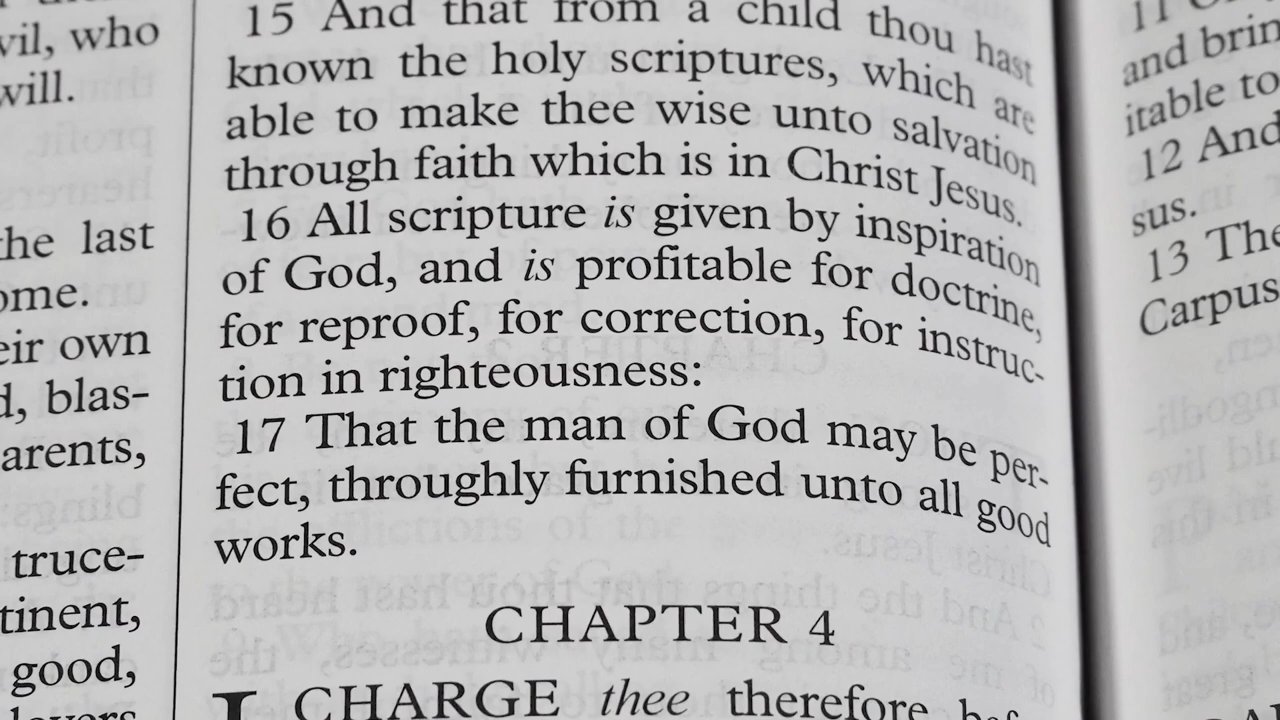 vil, who
will.
the last
ome.
eir own
d, blas-
arents,
truce-
tinent,
good,
lovers
15 And that from a child thou hast
known the holy scriptures, which are
able to make thee wise unto salvation
through faith which is in Christ Jesus.
16 All scripture is given by inspiration
of God, and is profitable for doctrine,
for reproof, for correction, for instruc-
tion in righteousness:
17 That the man of God may be per-
fect, throughly furnished unto all good
works.
CHAPTER 4
I CHARGE thee therefore bef
11
and brin
itable to
12 And
sus.
13 The
Carpus